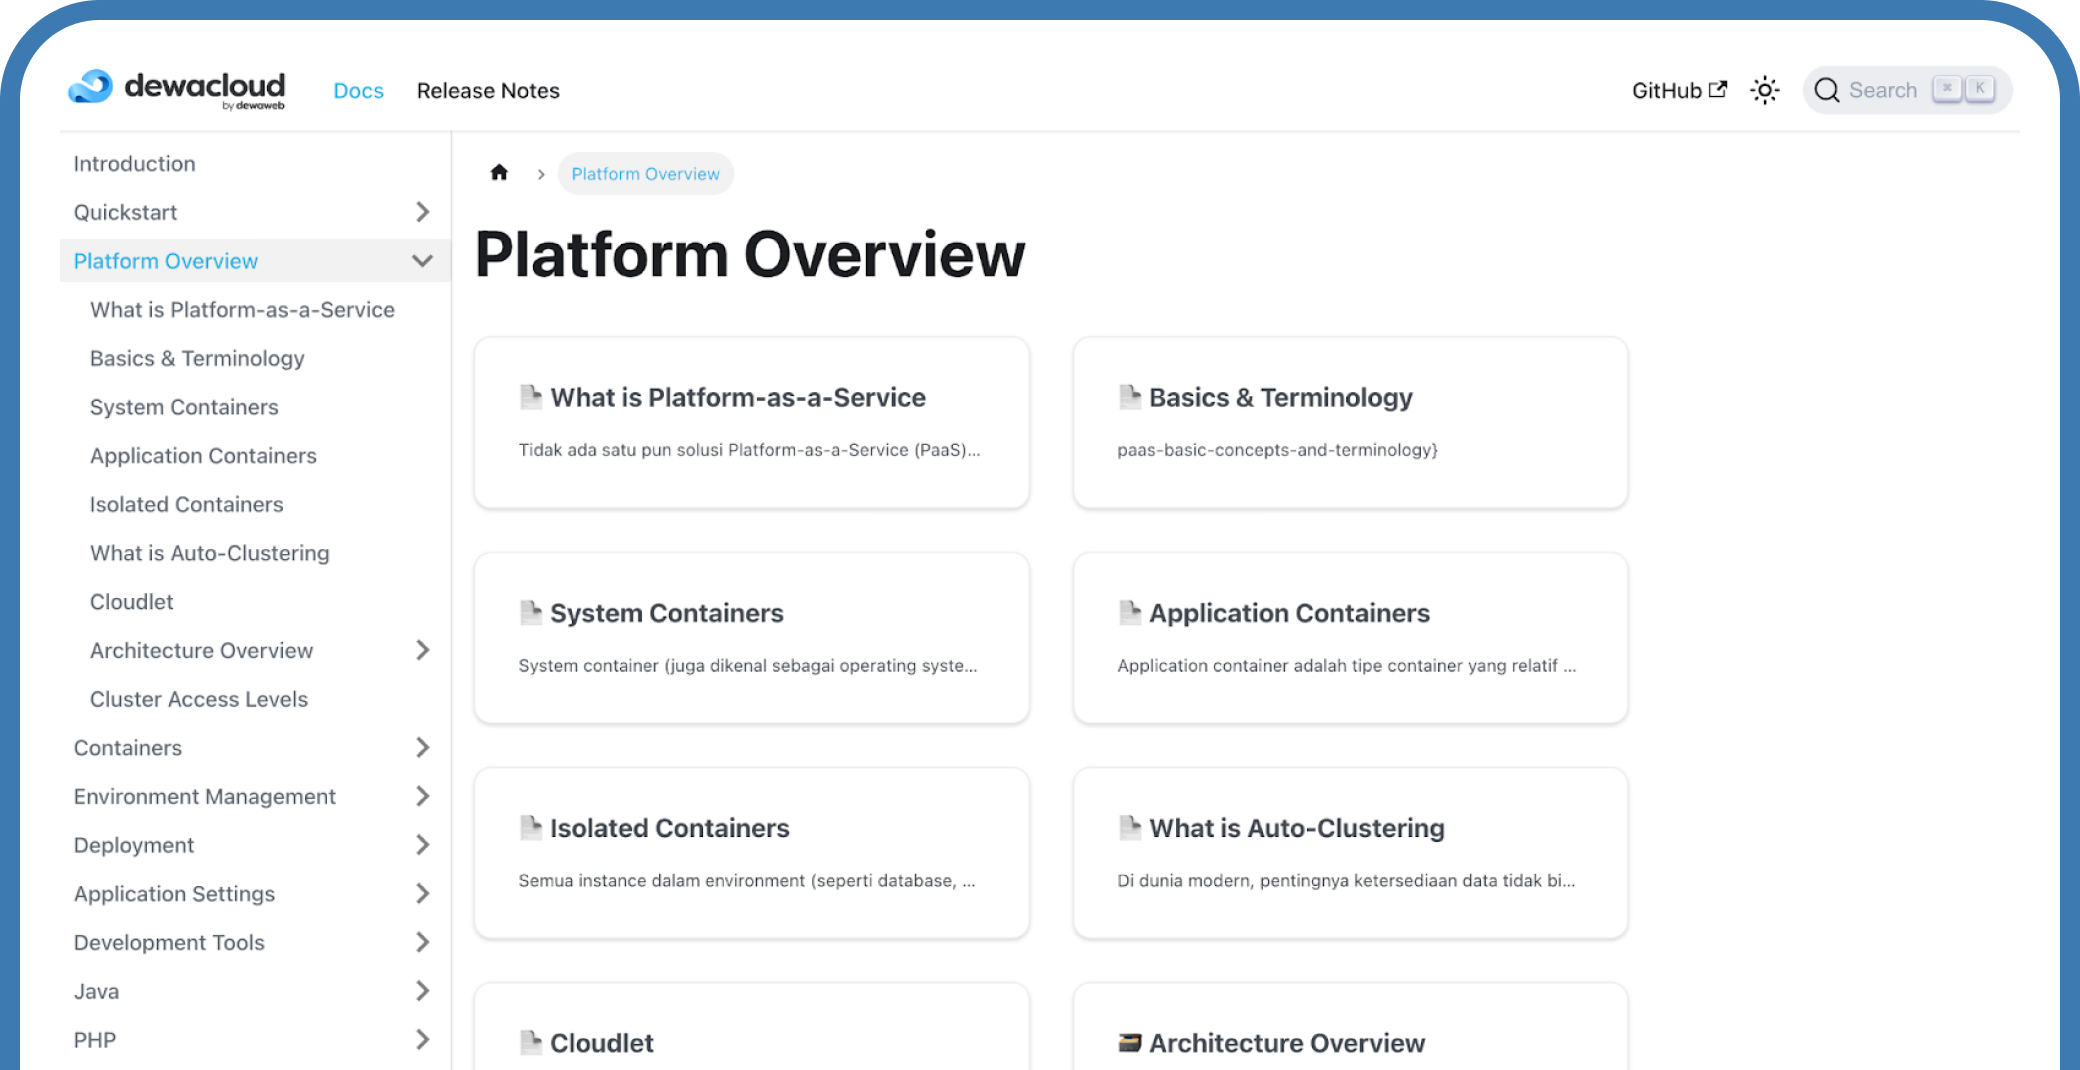 dewacloud
by dewaweb
Docs
Release Notes
GitHub
Search
⌘ K
Introduction
Quickstart
Platform Overview
What is Platform-as-a-Service
Basics & Terminology
System Containers
Application Containers
Isolated Containers
What is Auto-Clustering
Cloudlet
Architecture Overview
Cluster Access Levels
Containers
Environment Management
Deployment
Application Settings
Development Tools
Java
PHP
Platform Overview
Platform Overview
What is Platform-as-a-Service
Tidak ada satu pun solusi Platform-as-a-Service (PaaS)...
Basics & Terminology
paas-basic-concepts-and-terminology}
System Containers
System container (juga dikenal sebagai operating syste...
Application Containers
Application container adalah tipe container yang relatif ...
Isolated Containers
Semua instance dalam environment (seperti database, ...
What is Auto-Clustering
Di dunia modern, pentingnya ketersediaan data tidak bi...
Cloudlet
Architecture Overview